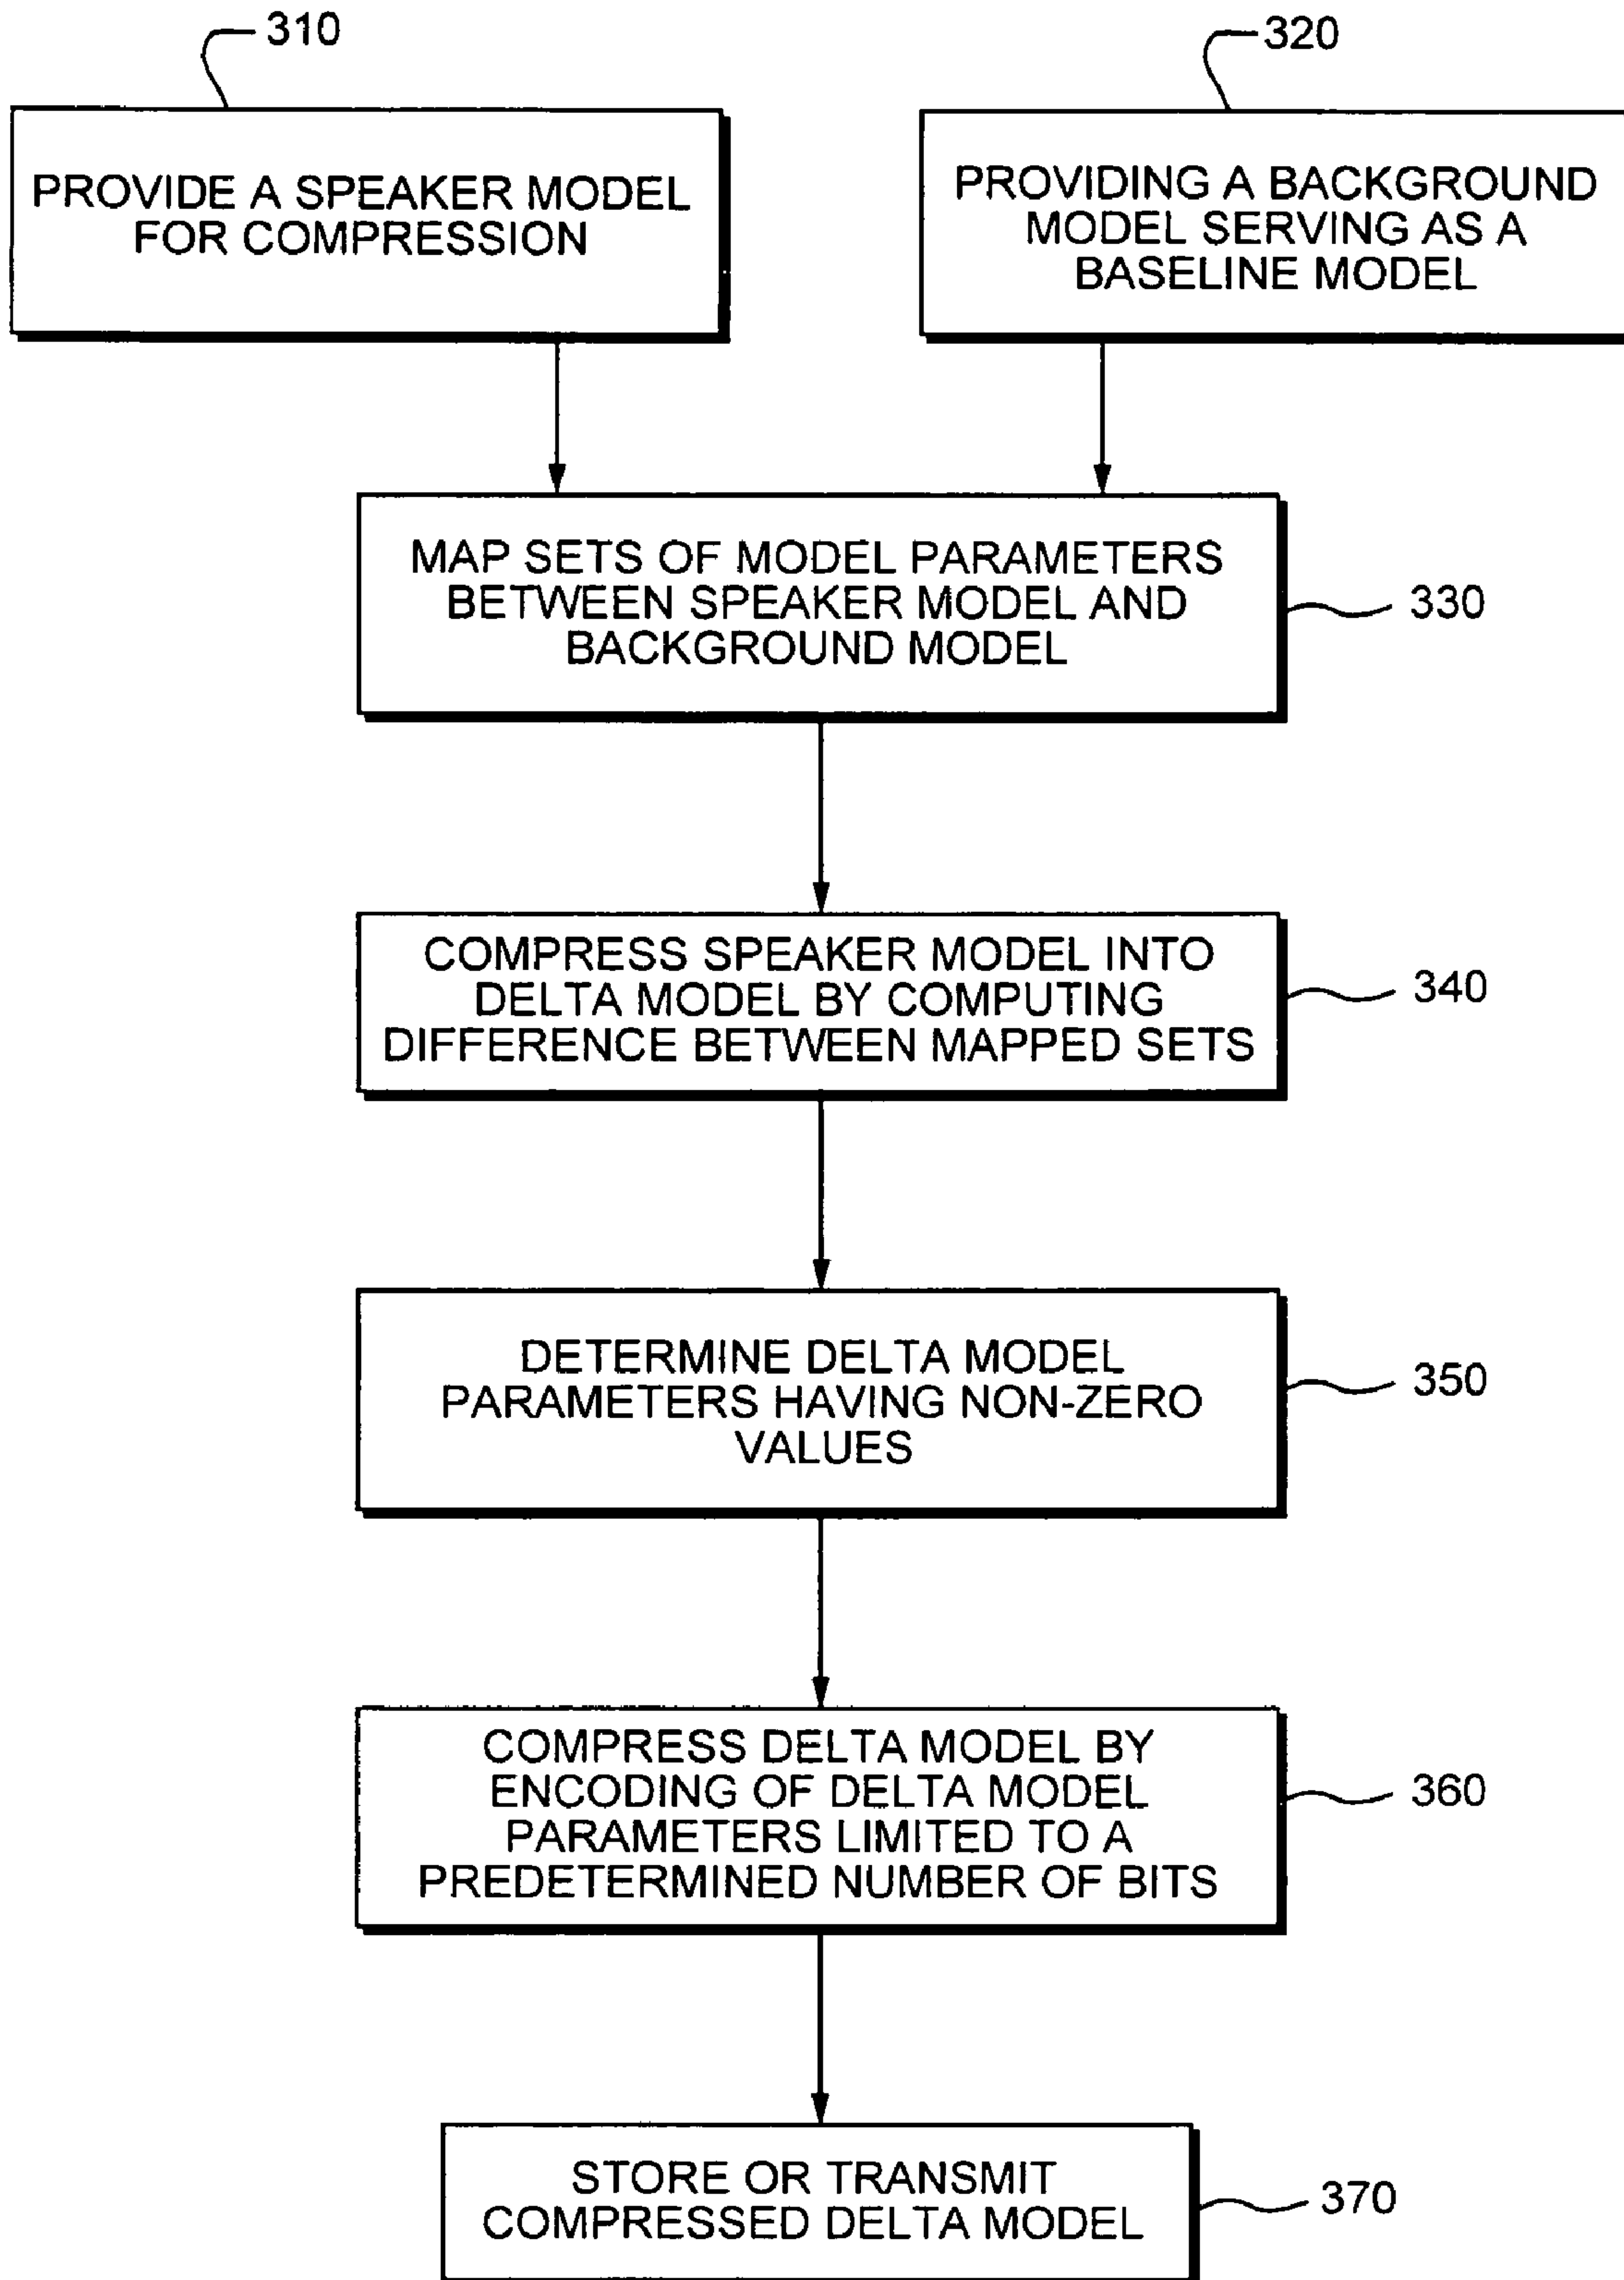 310
320
PROVIDE A SPEAKER MODEL
FOR COMPRESSION
PROVIDING A BACKGROUND
MODEL SERVING AS A
BASELINE MODEL
MAP SETS OF MODEL PARAMETERS
BETWEEN SPEAKER MODEL AND
BACKGROUND MODEL
330
COMPRESS SPEAKER MODEL INTO
DELTA MODEL BY COMPUTING
DIFFERENCE BETWEEN MAPPED SETS
340
DETERMINE DELTA MODEL
PARAMETERS HAVING NON-ZERO
VALUES
350
COMPRESS DELTA MODEL BY
ENCODING OF DELTA MODEL
PARAMETERS LIMITED TO A
PREDETERMINED NUMBER OF BITS
360
STORE OR TRANSMIT
COMPRESSED DELTA MODEL
370